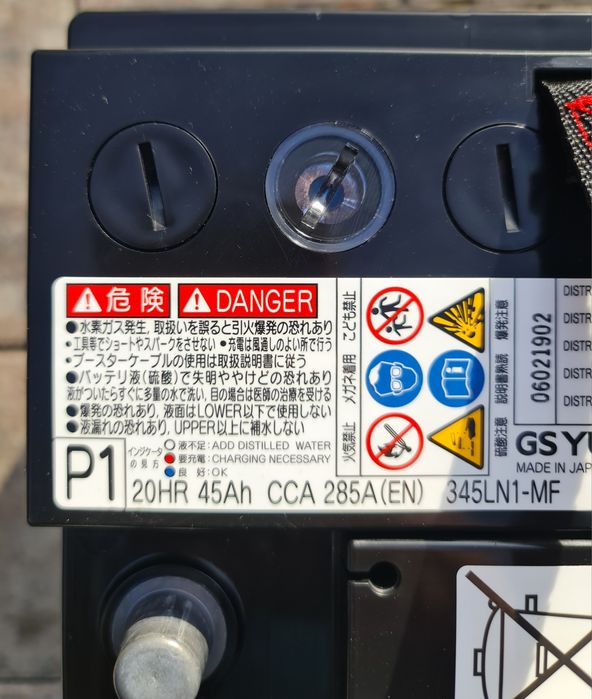 危険
DANGER
●水素ガス発生, 取扱いを誤ると引火爆発の恐れあり
・工具等でショートやスパークをさせない ●充電は風通しのよい所で行う
・ブースターケーブルの使用は取扱説明書に従う
●バッテリ液(硫酸)で失明ややけどの恐れあり
液がついたらすぐに多量の水で洗い, 目の場合は医師の治療を受ける
●爆発の恐れあり, 液面はLOWER以下で使用しない
●液漏れの恐れあり, UPPER以上に補水しない
P1
インジケータの見方
液不足:ADD DISTILLED WATER
要充電:CHARGING NECESSARY
良 好:OK
20HR 45Ah CCA 285A(EN) 345LN1-MF
こども禁止
メガネ着用
火気禁止
爆発注意
説明書熟読
硫酸注意
06021902
DISTR
DISTR
DISTR
DISTR
DISTR
GS YU
MADE IN JAP